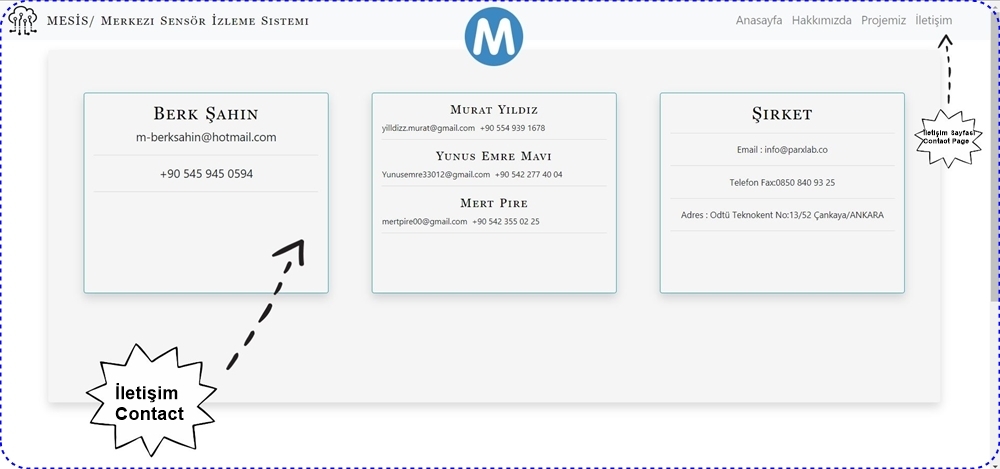 MESİS/ Merkezi Sensör İzleme Sistemi
M
Anasayfa Hakkımızda Projemiz İletişim
Berk Şahin
m-berksahin@hotmail.com
+90 545 945 0594
Murat Yıldız
yilldizz.murat@gmail.com +90 554 939 1678
Yunus Emre Mavi
Yunusemre33012@gmail.com +90 542 277 40 04
Mert Pire
mertpire00@gmail.com +90 542 355 02 25
Şirket
Email : info@parxlab.co
Telefon Fax:0850 840 93 25
Adres : Odtü Teknokent No:13/52 Çankaya/ANKARA
İletişim Sayfası
Contact Page
İletişim
Contact